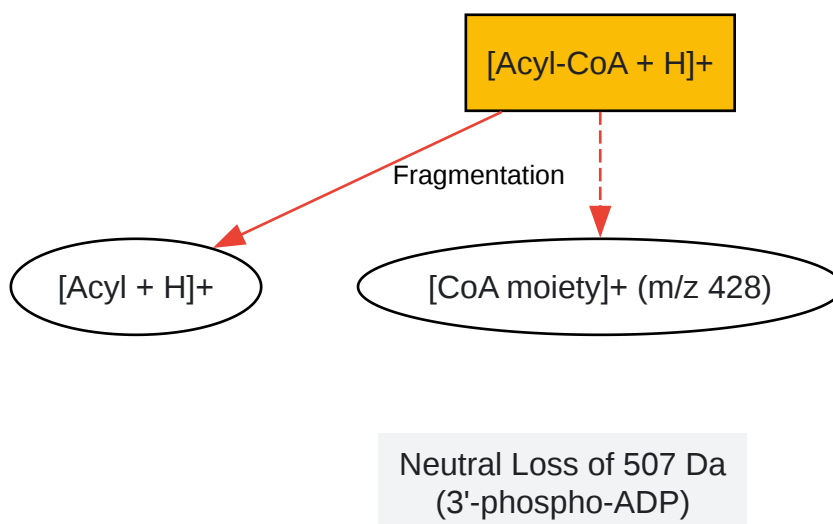 [Acyl-CoA + H]+
Fragmentation
[Acyl + H]+
[CoA moiety]+ (m/z 428)
Neutral Loss of 507 Da
(3'-phospho-ADP)